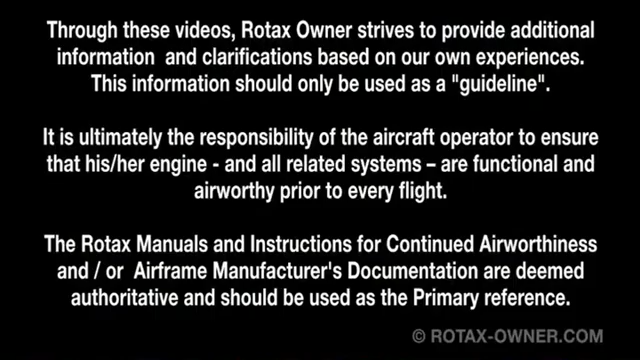 Through these videos, Rotax Owner strives to provide additional
information and clarifications based on our own experiences.
This information should only be used as a "guideline".
It is ultimately the responsibility of the aircraft operator to ensure
that his/her engine - and all related systems – are functional and
airworthy prior to every flight.
The Rotax Manuals and Instructions for Continued Airworthiness
and / or Airframe Manufacturer's Documentation are deemed
authoritative and should be used as the Primary reference.
© ROTAX-OWNER.COM